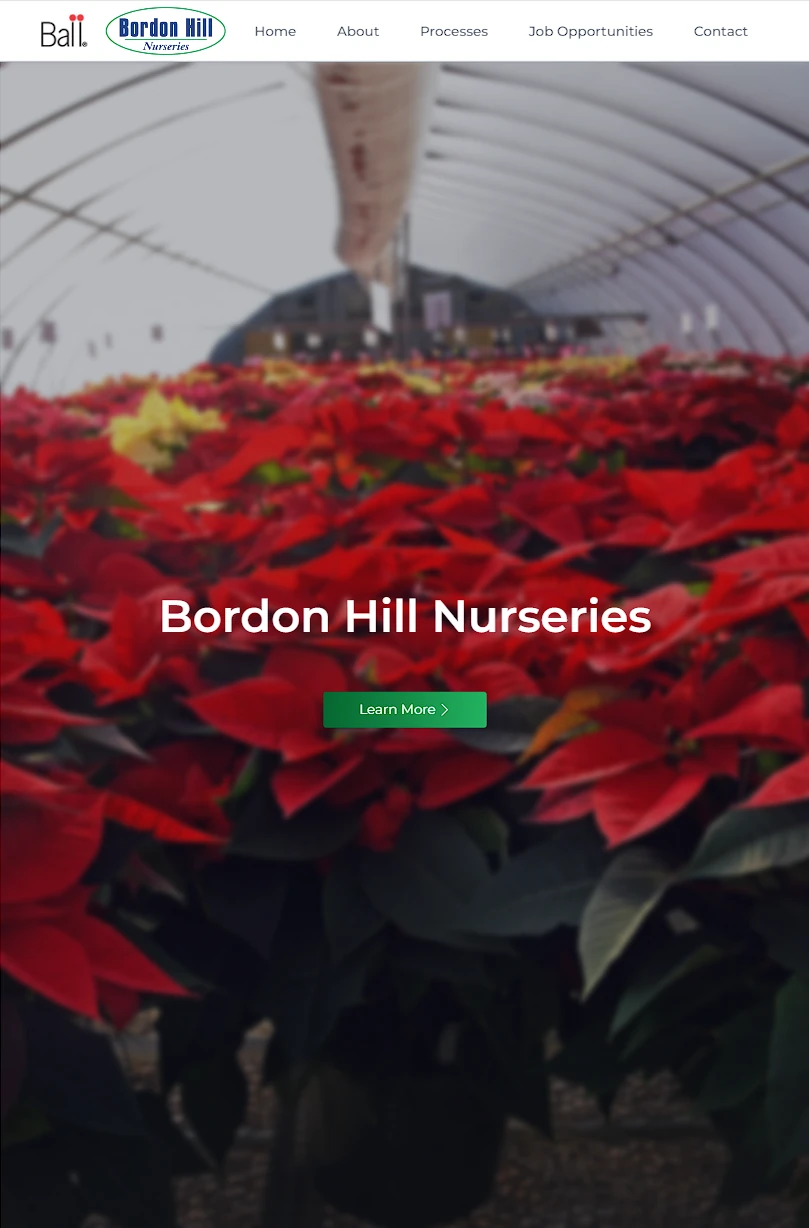 Ball®
Bordon Hill
Nurseries
Home About Processes Job Opportunities Contact
Bordon Hill Nurseries
Learn More